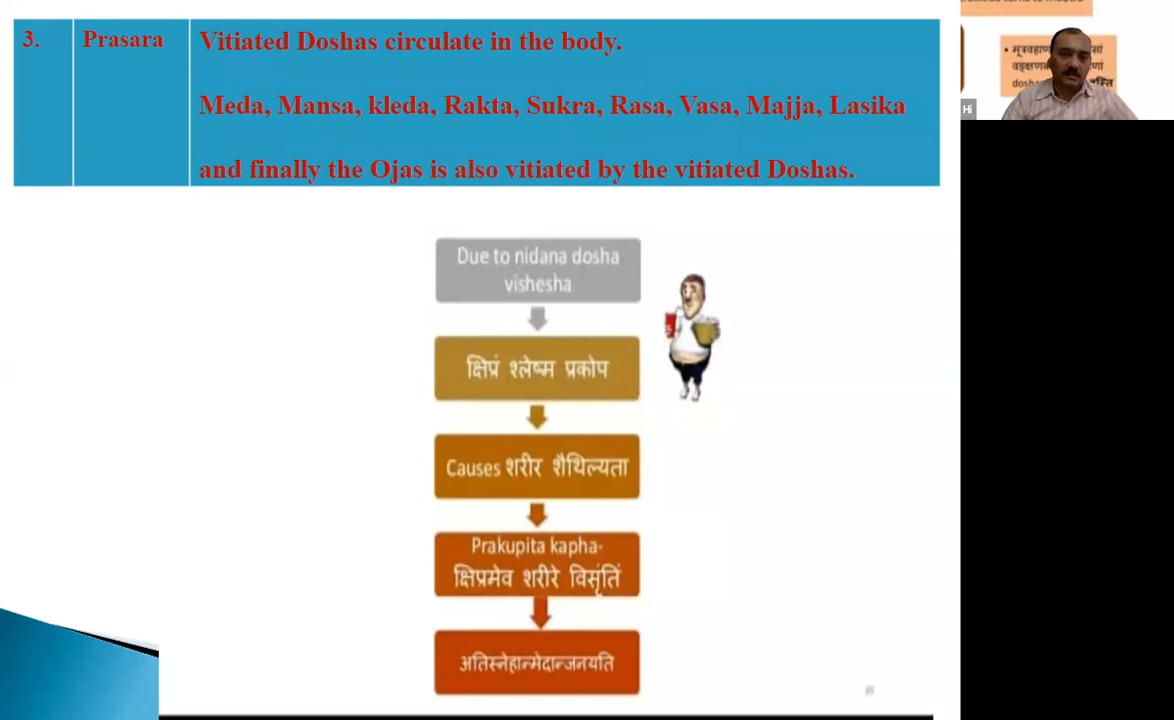 3.
Prasara
Vitiated Doshas circulate in the body.
Meda, Mansa, kleda, Rakta, Sukra, Rasa, Vasa, Majja, Lasika
and finally the Ojas is also vitiated by the vitiated Doshas.
Due to nidana dosha
vishesha
क्षिप्रं श्लेष्म प्रकोप
Causes शरीर शैथिल्यता
Prakupita kapha-
क्षिप्रमेव शरीरे विसृंतिं
अतिस्नेहान्मेदान्जनयति
Hi